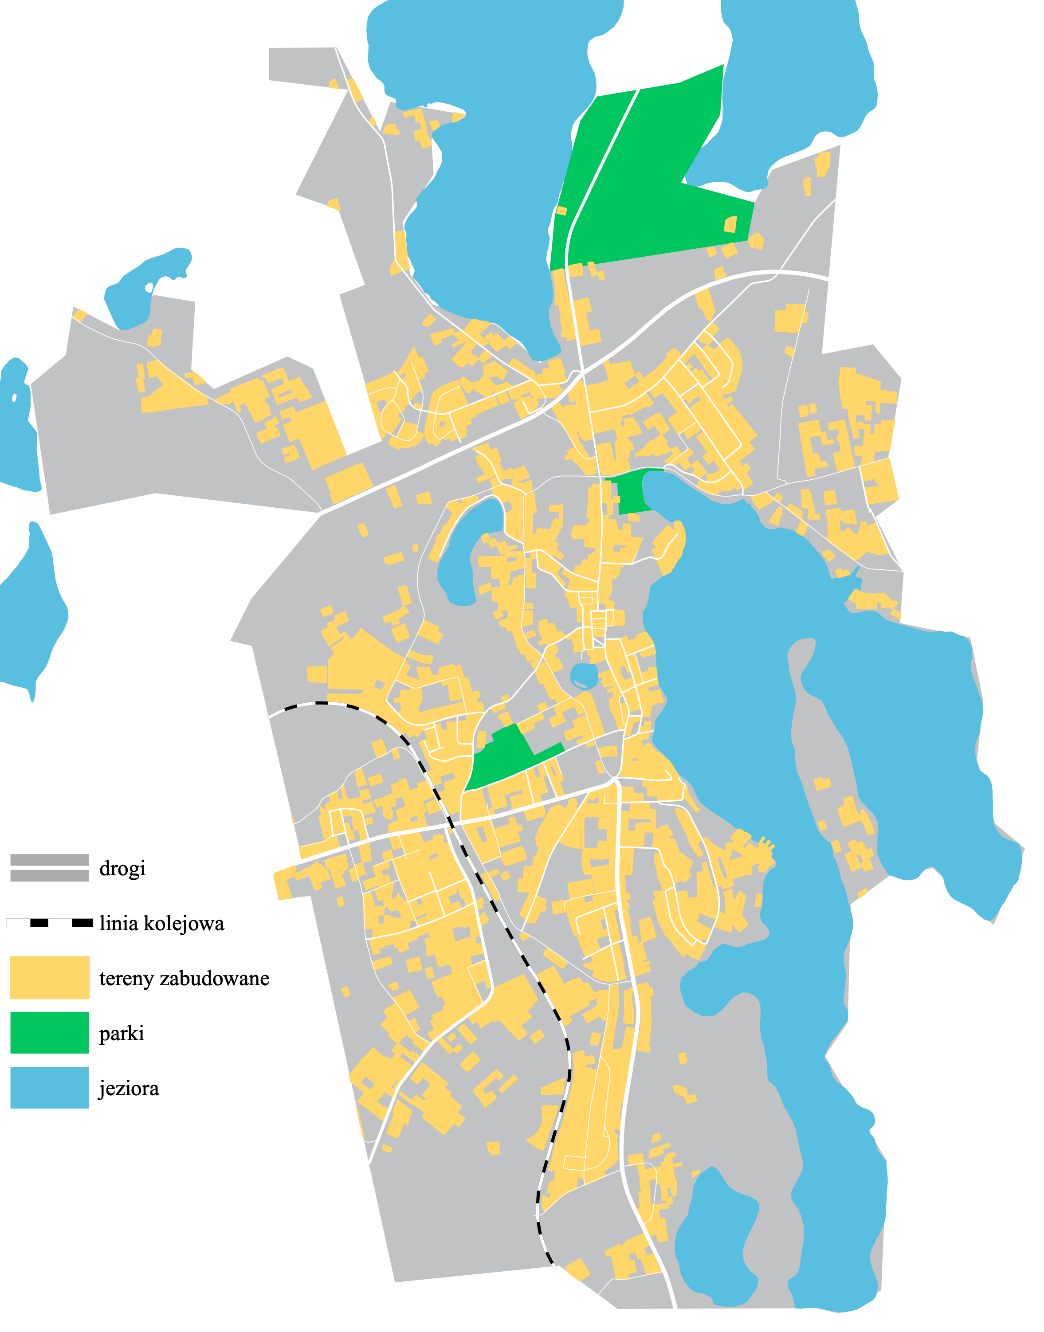 drogi
linia kolejowa
tereny zabudowane
parki
jeziora